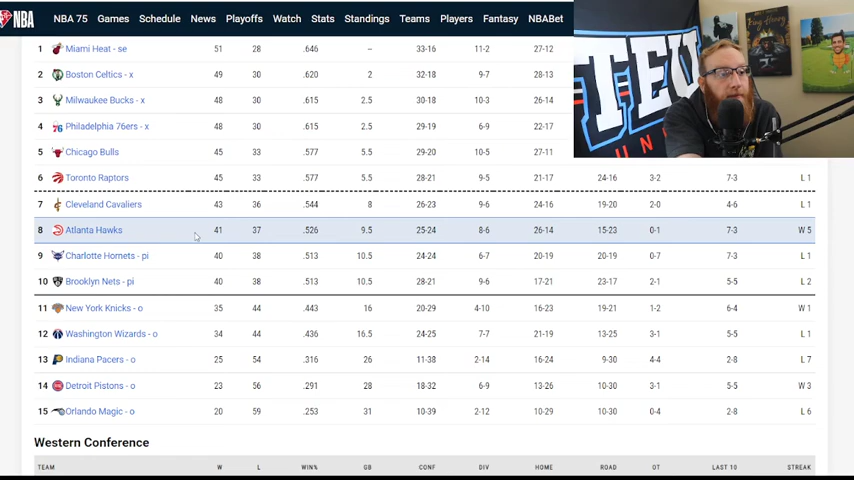 NBA NBA 75 Games Schedule News Playoffs Watch Stats Standings Teams Players Fantasy NBABet
1 Miami Heat - se 51 28 .646 – 33-16 11-2 27-12
2 Boston Celtics - x 49 30 .620 2 32-18 9-7 28-13
3 Milwaukee Bucks - x 48 30 .615 2.5 30-18 10-3 26-14
4 Philadelphia 76ers - x 48 30 .615 2.5 29-19 6-9 22-17
5 Chicago Bulls 45 33 .577 5.5 29-20 10-5 27-11
6 Toronto Raptors 45 33 .577 5.5 28-21 9-5 21-17 24-16 3-2 7-3 L 1
7 Cleveland Cavaliers 43 36 .544 8 26-23 9-6 24-16 19-20 2-0 4-6 L 1
8 Atlanta Hawks 41 37 .526 9.5 25-24 8-6 26-14 15-23 0-1 7-3 W 5
9 Charlotte Hornets - pi 40 38 .513 10.5 24-24 6-7 20-19 20-19 0-7 7-3 L 1
10 Brooklyn Nets - pi 40 38 .513 10.5 28-21 9-6 17-21 23-17 2-1 5-5 L 2
11 New York Knicks - o 35 44 .443 16 20-29 4-10 16-23 19-21 1-2 6-4 W 1
12 Washington Wizards - o 34 44 .436 16.5 24-25 7-7 21-19 13-25 3-1 5-5 L 1
13 Indiana Pacers - o 25 54 .316 26 11-38 2-14 16-24 9-30 4-4 2-8 L 7
14 Detroit Pistons - o 23 56 .291 28 18-32 6-9 13-26 10-30 3-1 5-5 W 3
15 Orlando Magic - o 20 59 .253 31 10-39 2-12 10-29 10-30 0-4 2-8 L 6
Western Conference
TEAM W L WIN% GB CONF DIV HOME ROAD OT LAST 10 STREAK
TEU
UN